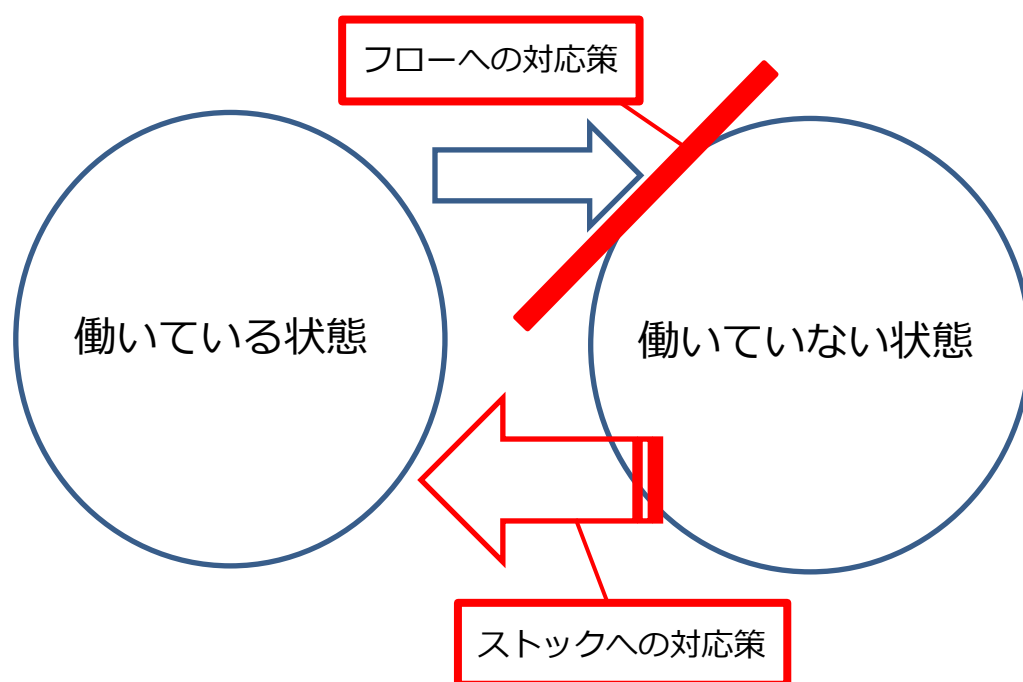 フローへの対応策
働いている状態
働いていない状態
ストックへの対応策